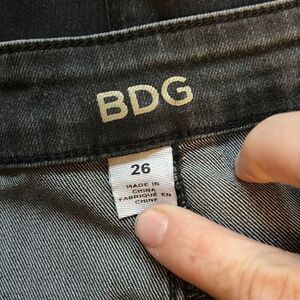 BDG
26
MADE IN
CHINA
FABRIQUÉ EN
CHINE